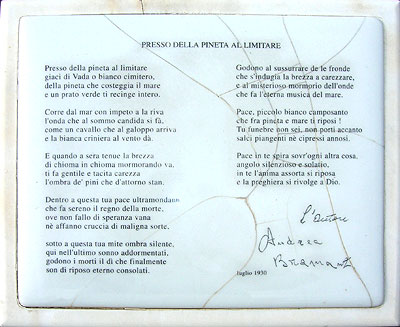 PRESSO DELLA PINETA AL LIMITARE
Presso della pineta al limitare
giaci di Vada o bianco cimitero,
della pineta che costeggia il mare
e un prato verde ti recinge intero.
Corre dal mar con impeto a la riva
l'onda che al sommo candida si fa,
come un cavallo che al galoppo arriva
e la bianca criniera al vento dà.
E quando a sera tenue la brezza
di chioma in chioma mormorando va,
ti fa gentile e tacita carezza
l'ombra de' pini che d'attorno stan.
Dentro a questa tua pace ultramondana
che fa sereno il regno della morte,
ove non fallo di speranza vana
nè affanno cruccia di maligna sorte.
sotto a questa tua mite ombra silente,
qui nell'ultimo sonno addormentati,
godono i morti il dì che finalmente
son di riposo eterno consolati.
Godono al sussurrare de le fronde
che s'indugia la brezza a carezzare,
e al misterioso mormorio dell'onde
che fa l'eterna musica del mare.
Pace, piccolo bianco camposanto
che fra pineta e mare ti riposi
Tu funebre non sei, non porti accanto
salci piangenti nè cipressi annosi.
Pace in te spira sovr'ogni altra cosa,
angolo silenzioso e solatio,
in te l'anima assorta si riposa
e la preghiera si rivolge a Dio.
l'autore
Andrea
Bramanti
luglio 1930